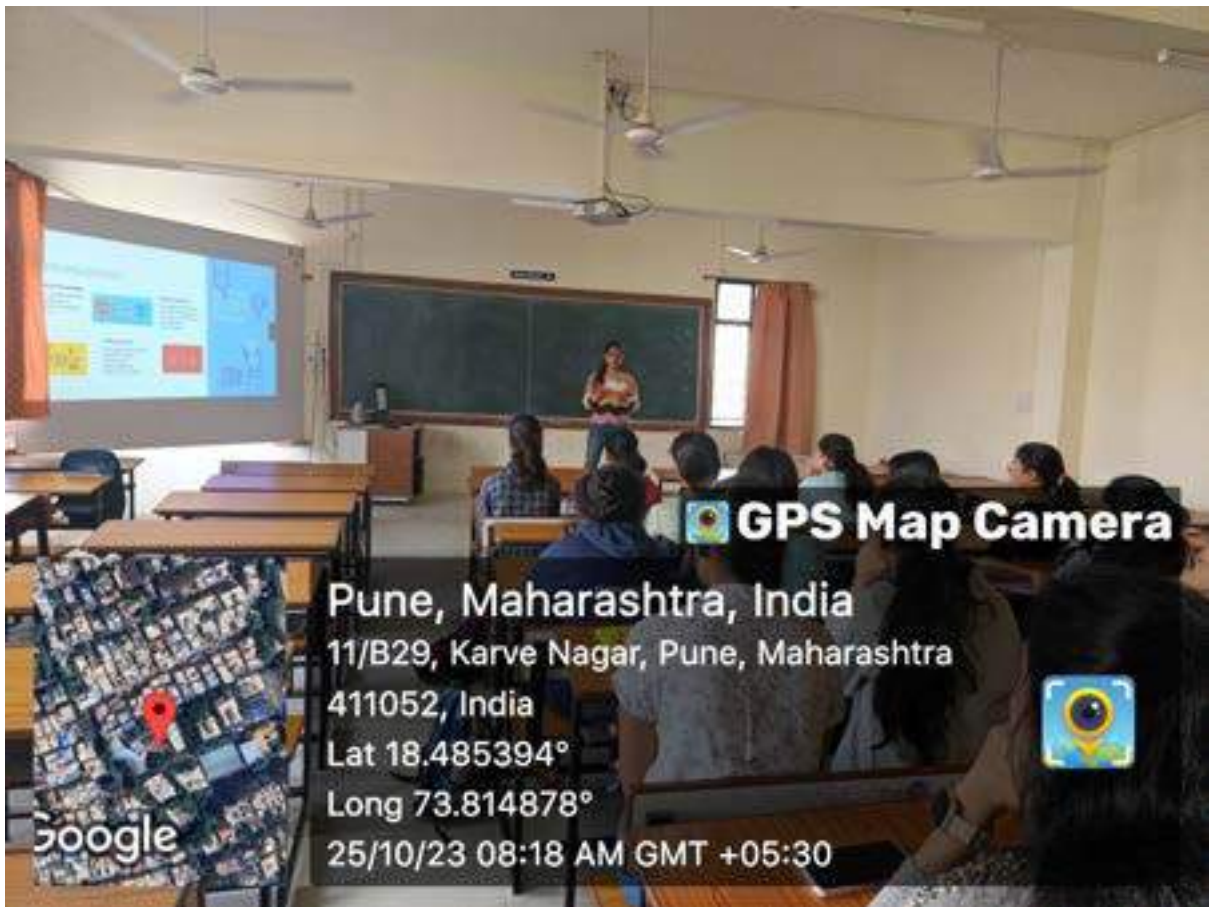 GPS Map Camera
Pune, Maharashtra, India
11/B29, Karve Nagar, Pune, Maharashtra
411052, India
Lat 18.485394°
Long 73.814878°
25/10/23 08:18 AM GMT +05:30
Google